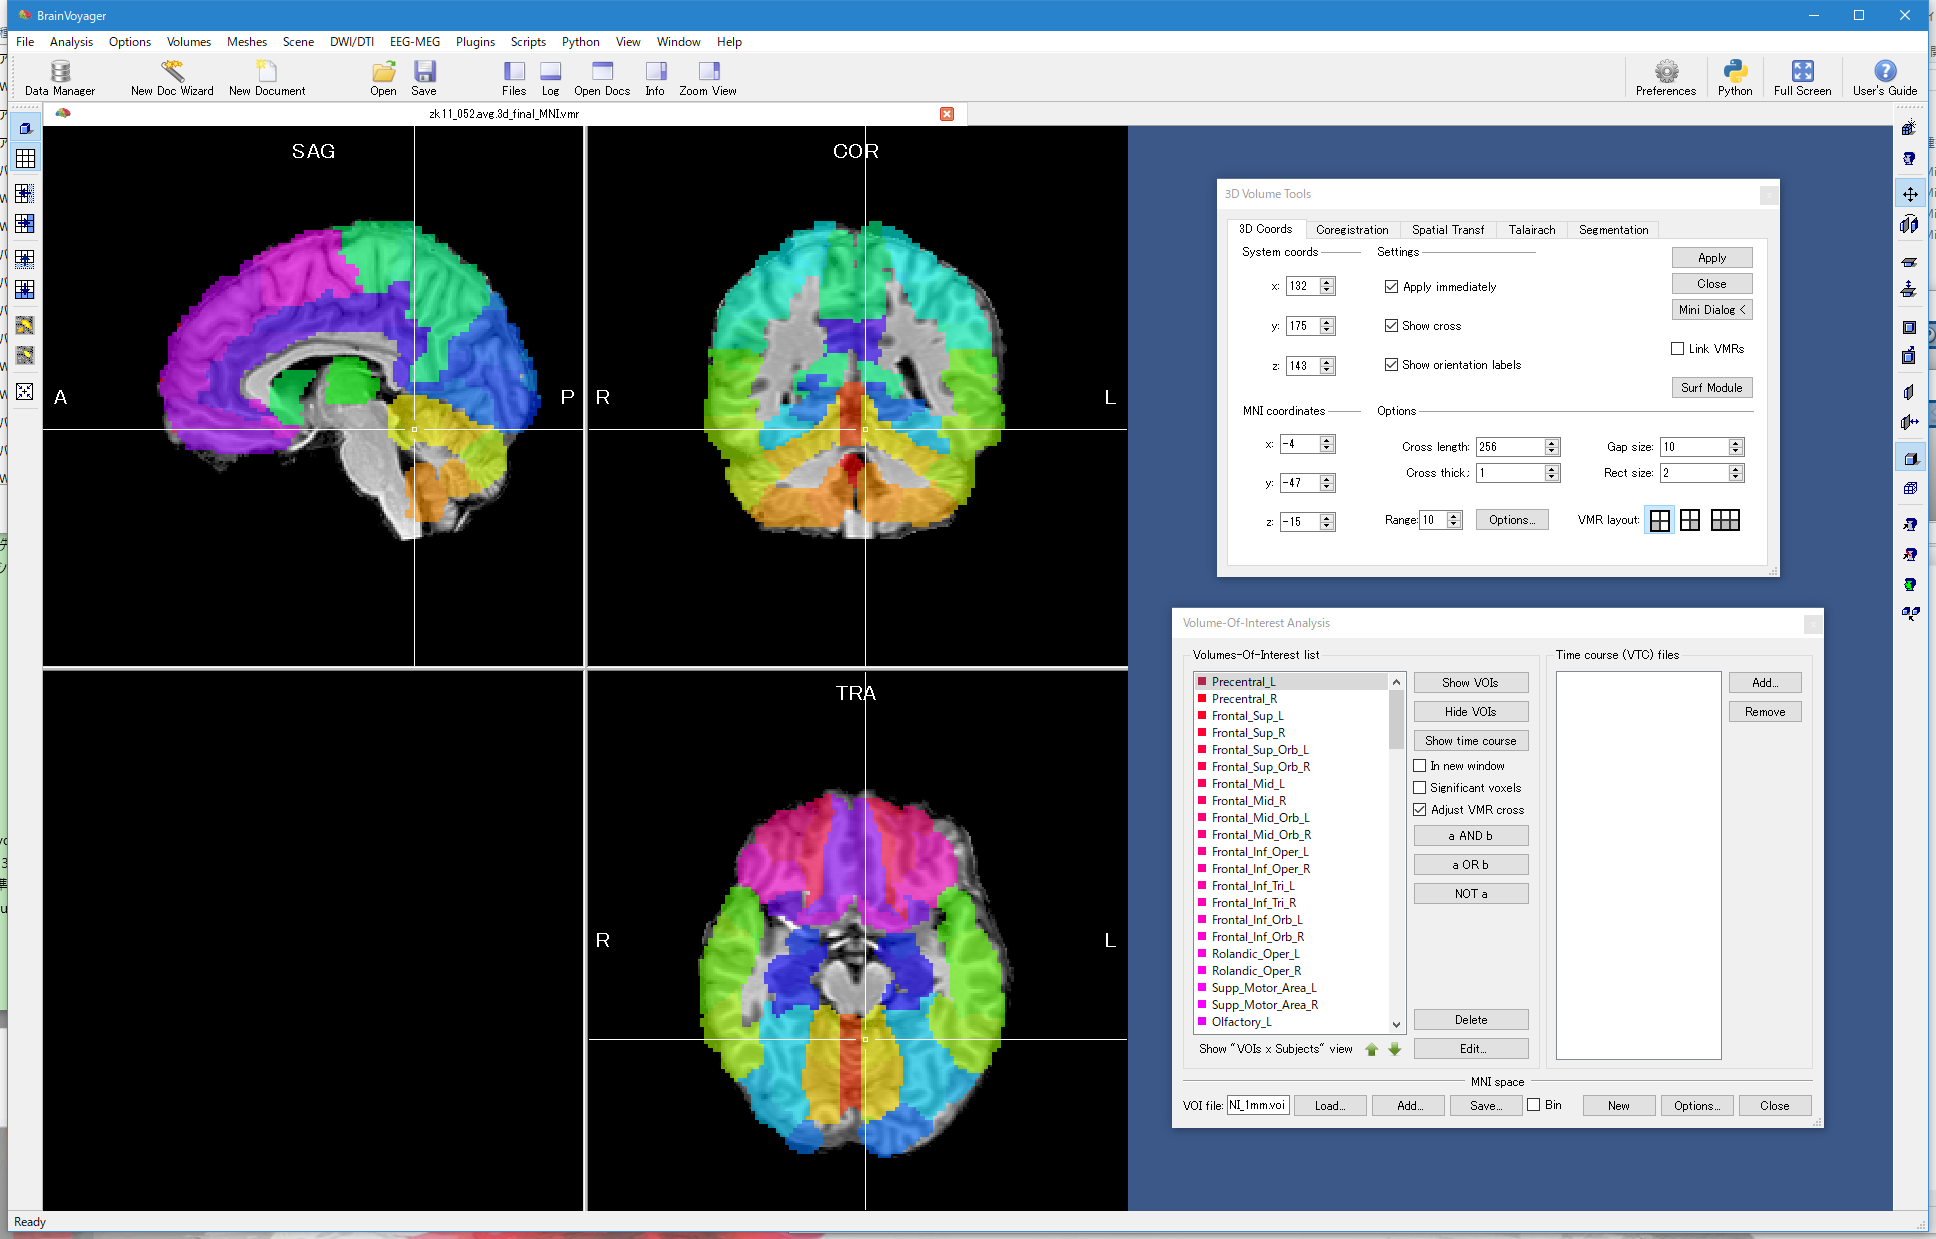 BrainVoyager
File Analysis Options Volumes Meshes Scene DWI/DTI EEG-MEG Plugins Scripts Python View Window Help
Data Manager New Doc Wizard New Document Open Save Files Log Open Docs Info Zoom View Preferences Python Full Screen User's Guide
zk11_052.avg.3d_final_MNI.vmr
SAG
A
P
COR
R
L
TRA
R
L
3D Volume Tools
3D Coords Coregistration Spatial Transf Talairach Segmentation
System coords
x: 132
y: 175
z: 143
Settings
Apply immediately
Show cross
Show orientation labels
Apply
Close
Mini Dialog <
Link VMRs
Surf Module
MNI coordinates
x: -4
y: -47
z: -15
Options
Cross length: 256
Gap size: 10
Cross thick.: 1
Rect size: 2
Range: 10
Options...
VMR layout:
Volume-Of-Interest Analysis
Volumes-Of-Interest list
Precentral_L
Precentral_R
Frontal_Sup_L
Frontal_Sup_R
Frontal_Sup_Orb_L
Frontal_Sup_Orb_R
Frontal_Mid_L
Frontal_Mid_R
Frontal_Mid_Orb_L
Frontal_Mid_Orb_R
Frontal_Inf_Oper_L
Frontal_Inf_Oper_R
Frontal_Inf_Tri_L
Frontal_Inf_Tri_R
Frontal_Inf_Orb_L
Frontal_Inf_Orb_R
Rolandic_Oper_L
Rolandic_Oper_R
Supp_Motor_Area_L
Supp_Motor_Area_R
Olfactory_L
Show "VOIs x Subjects" view
Show VOIs
Hide VOIs
Show time course
In new window
Significant voxels
Adjust VMR cross
a AND b
a OR b
NOT a
Delete
Edit...
Time course (VTC) files
Add...
Remove
MNI space
VOI file: NI_1mm.voi Load... Add... Save... Bin New Options... Close
Ready